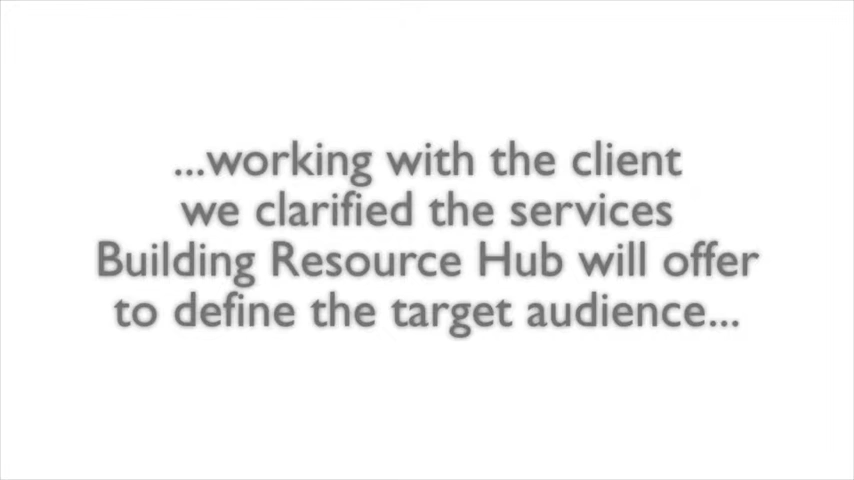 ...working with the client
we clarified the services
Building Resource Hub will offer
to define the target audience...